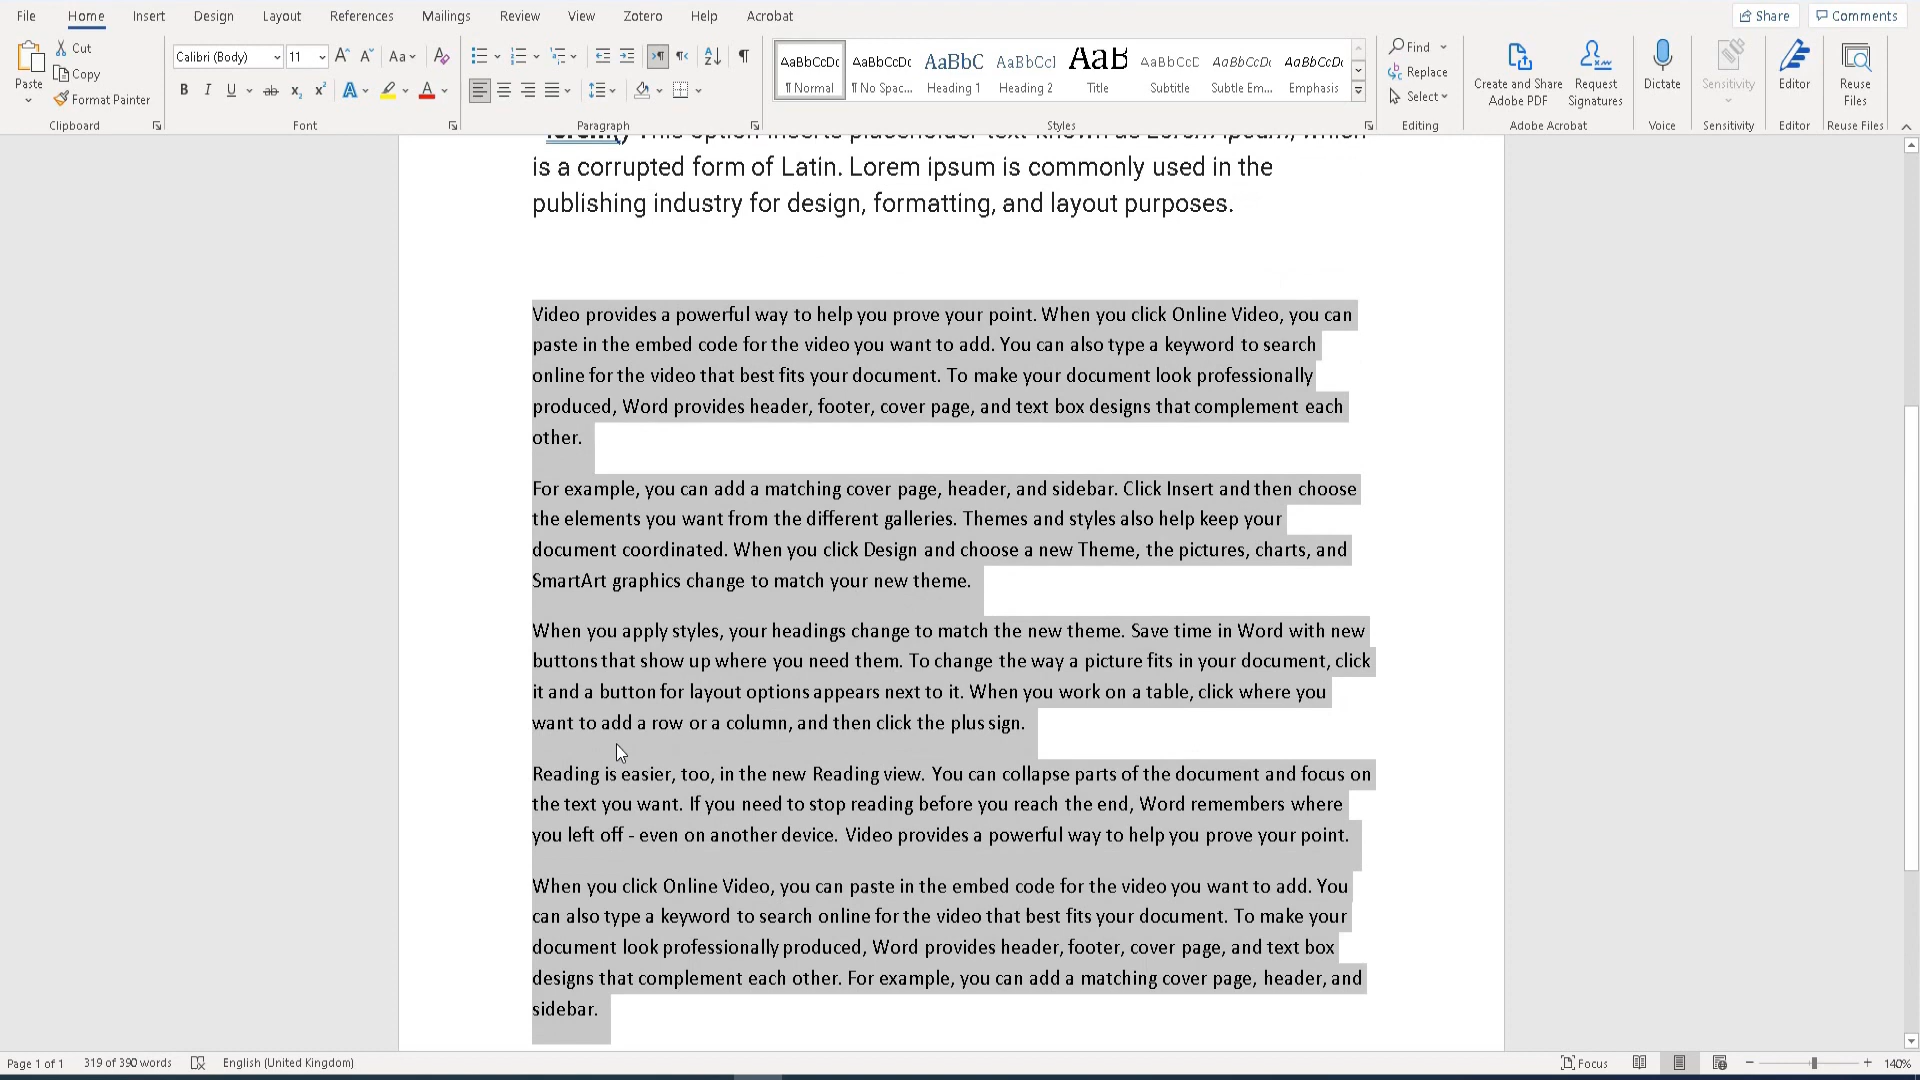 File Home Insert Design Layout References Mailings Review View Zotero Help Acrobat Share Comments
Paste Cut Copy Format Painter Clipboard
Calibri (Body) 11 Font
Paragraph
AaBbCcDc AaBbCcDc AaBbC AaBbCcI AaB AaBbCcD AaBbCcDc AaBbCcDc
¶ Normal ¶ No Spac... Heading 1 Heading 2 Title Subtitle Subtle Em... Emphasis
Styles
Find Replace Select Editing
Create and Share Adobe PDF Request Signatures Adobe Acrobat
Dictate Voice
Sensitivity Sensitivity
Editor Editor
Reuse Files Reuse Files
This option inserts placeholder text known as Lorem Ipsum, which
is a corrupted form of Latin. Lorem ipsum is commonly used in the
publishing industry for design, formatting, and layout purposes.
Video provides a powerful way to help you prove your point. When you click Online Video, you can
paste in the embed code for the video you want to add. You can also type a keyword to search
online for the video that best fits your document. To make your document look professionally
produced, Word provides header, footer, cover page, and text box designs that complement each
other.
For example, you can add a matching cover page, header, and sidebar. Click Insert and then choose
the elements you want from the different galleries. Themes and styles also help keep your
document coordinated. When you click Design and choose a new Theme, the pictures, charts, and
SmartArt graphics change to match your new theme.
When you apply styles, your headings change to match the new theme. Save time in Word with new
buttons that show up where you need them. To change the way a picture fits in your document, click
it and a button for layout options appears next to it. When you work on a table, click where you
want to add a row or a column, and then click the plus sign.
Reading is easier, too, in the new Reading view. You can collapse parts of the document and focus on
the text you want. If you need to stop reading before you reach the end, Word remembers where
you left off - even on another device. Video provides a powerful way to help you prove your point.
When you click Online Video, you can paste in the embed code for the video you want to add. You
can also type a keyword to search online for the video that best fits your document. To make your
document look professionally produced, Word provides header, footer, cover page, and text box
designs that complement each other. For example, you can add a matching cover page, header, and
sidebar.
Page 1 of 1 319 of 390 words English (United Kingdom) Focus 140%